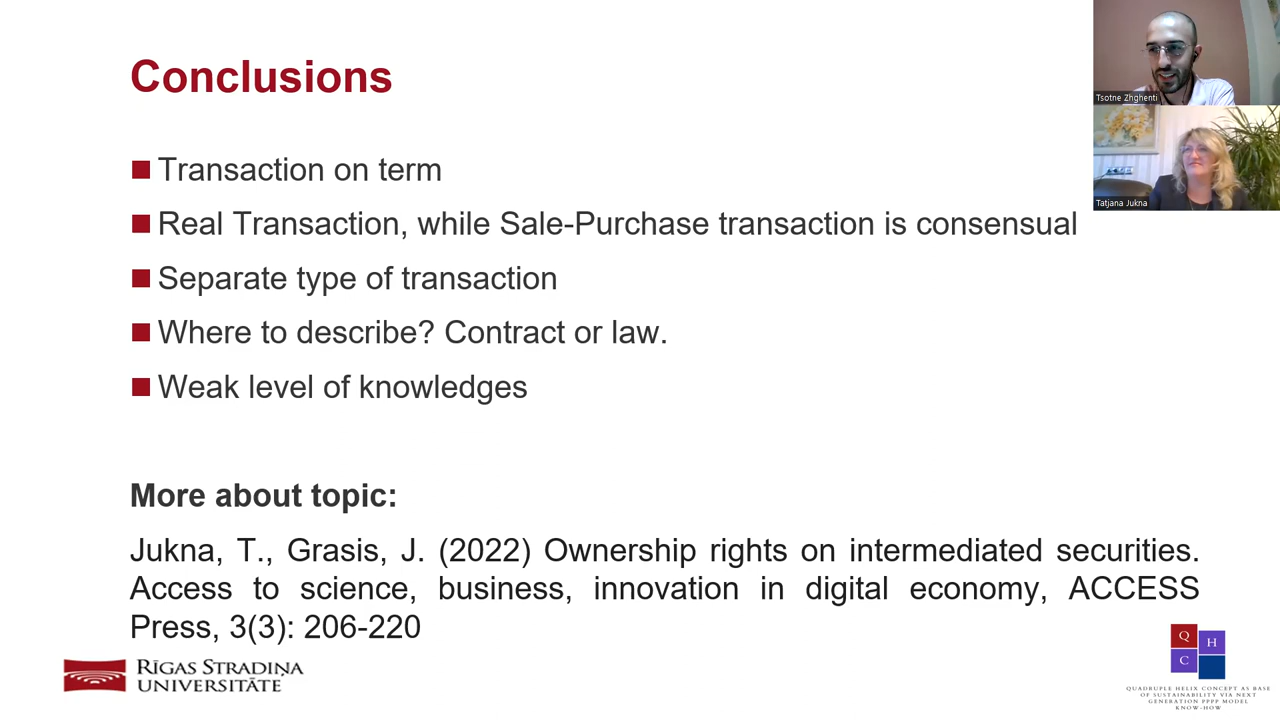 Conclusions
Transaction on term
Real Transaction, while Sale-Purchase transaction is consensual
Separate type of transaction
Where to describe? Contract or law.
Weak level of knowledges
More about topic:
Jukna, T., Grasis, J. (2022) Ownership rights on intermediated securities.
Access to science, business, innovation in digital economy, ACCESS
Press, 3(3): 206-220
RĪGAS STRADIŅA
UNIVERSITĀTE
Q
H
C
QUADRUPLE HELIX CONCEPT AS BASE
OF SUSTAINABILITY VIA NEXT
GENERATION PPPP MODEL
KNOW-HOW
Tsotne Zhghenti
Tatjana Jukna